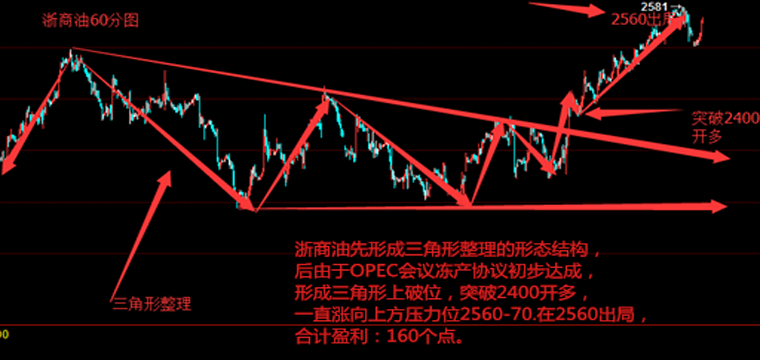 浙商油60分图
2581
2560出局
突破2400
开多
三角形整理
浙商油先形成三角形整理的形态结构，
后由于OPEC会议冻产协议初步达成，
形成三角形上破位，突破2400开多，
一直涨向上方压力位2560-70.在2560出局，
合计盈利：160个点。
00